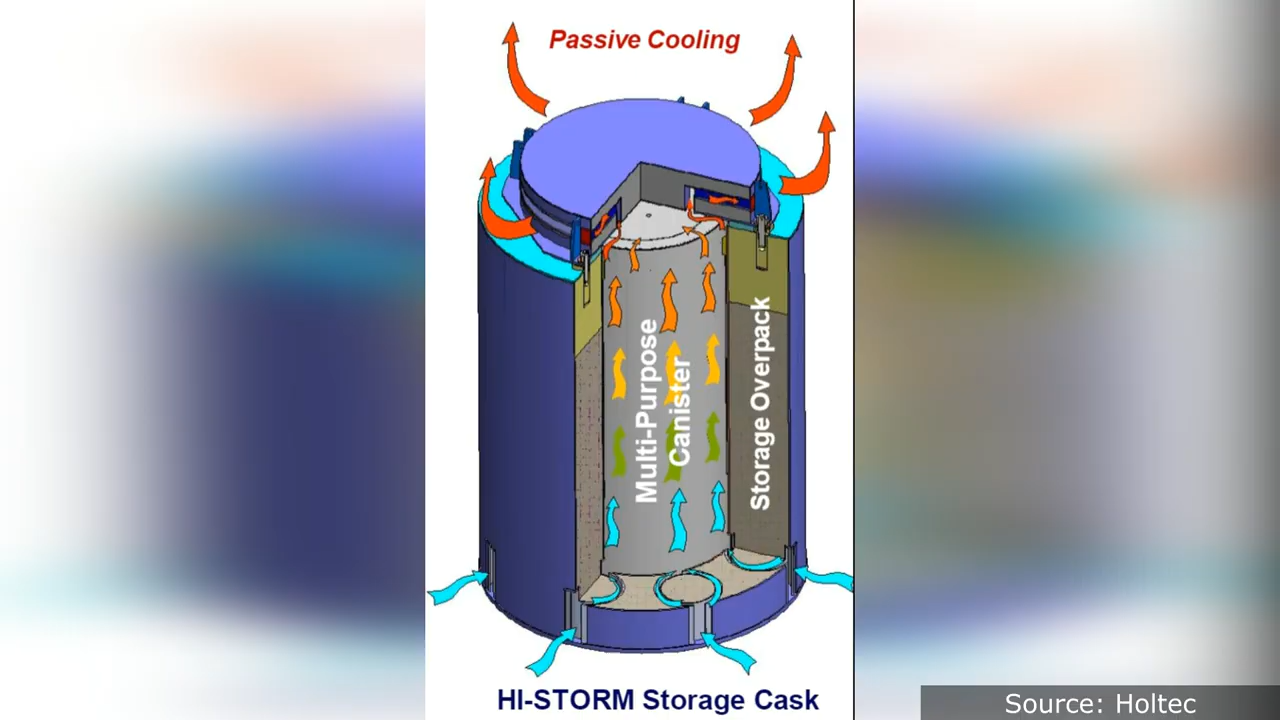 Passive Cooling
Multi-Purpose
Canister
Storage Overpack
HI-STORM Storage Cask
Source: Holtec